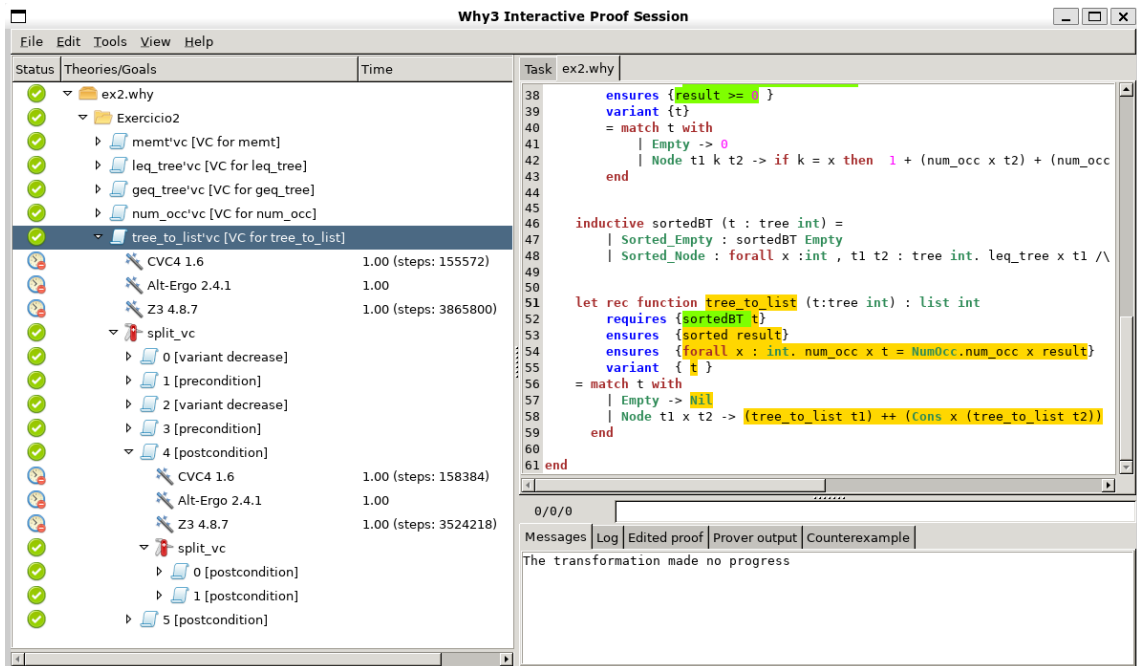 Why3 Interactive Proof Session
File Edit Tools View Help
Status Theories/Goals Time
ex2.why
Exercicio2
memt'vc [VC for memt]
leq_tree'vc [VC for leq_tree]
geq_tree'vc [VC for geq_tree]
num_occ'vc [VC for num_occ]
tree_to_list'vc [VC for tree_to_list]
CVC4 1.6 1.00 (steps: 155572)
Alt-Ergo 2.4.1 1.00
Z3 4.8.7 1.00 (steps: 3865800)
split_vc
0 [variant decrease]
1 [precondition]
2 [variant decrease]
3 [precondition]
4 [postcondition]
CVC4 1.6 1.00 (steps: 158384)
Alt-Ergo 2.4.1 1.00
Z3 4.8.7 1.00 (steps: 3524218)
split_vc
0 [postcondition]
1 [postcondition]
5 [postcondition]
Task ex2.why
38 ensures {result >= 0 }
39 variant {t}
40 = match t with
41 | Empty -> 0
42 | Node t1 k t2 -> if k = x then 1 + (num_occ x t2) + (num_occ
43 end
44
45
46 inductive sortedBT (t : tree int) =
47 | Sorted_Empty : sortedBT Empty
48 | Sorted_Node : forall x :int , t1 t2 : tree int. leq_tree x t1 /\
49
50
51 let rec function tree_to_list (t:tree int) : list int
52 requires {sortedBT t}
53 ensures {sorted result}
54 ensures {forall x : int. num_occ x t = NumOcc.num_occ x result}
55 variant { t }
56 = match t with
57 | Empty -> Nil
58 | Node t1 x t2 -> (tree_to_list t1) ++ (Cons x (tree_to_list t2))
59 end
60
61 end
0/0/0
Messages Log Edited proof Prover output Counterexample
The transformation made no progress